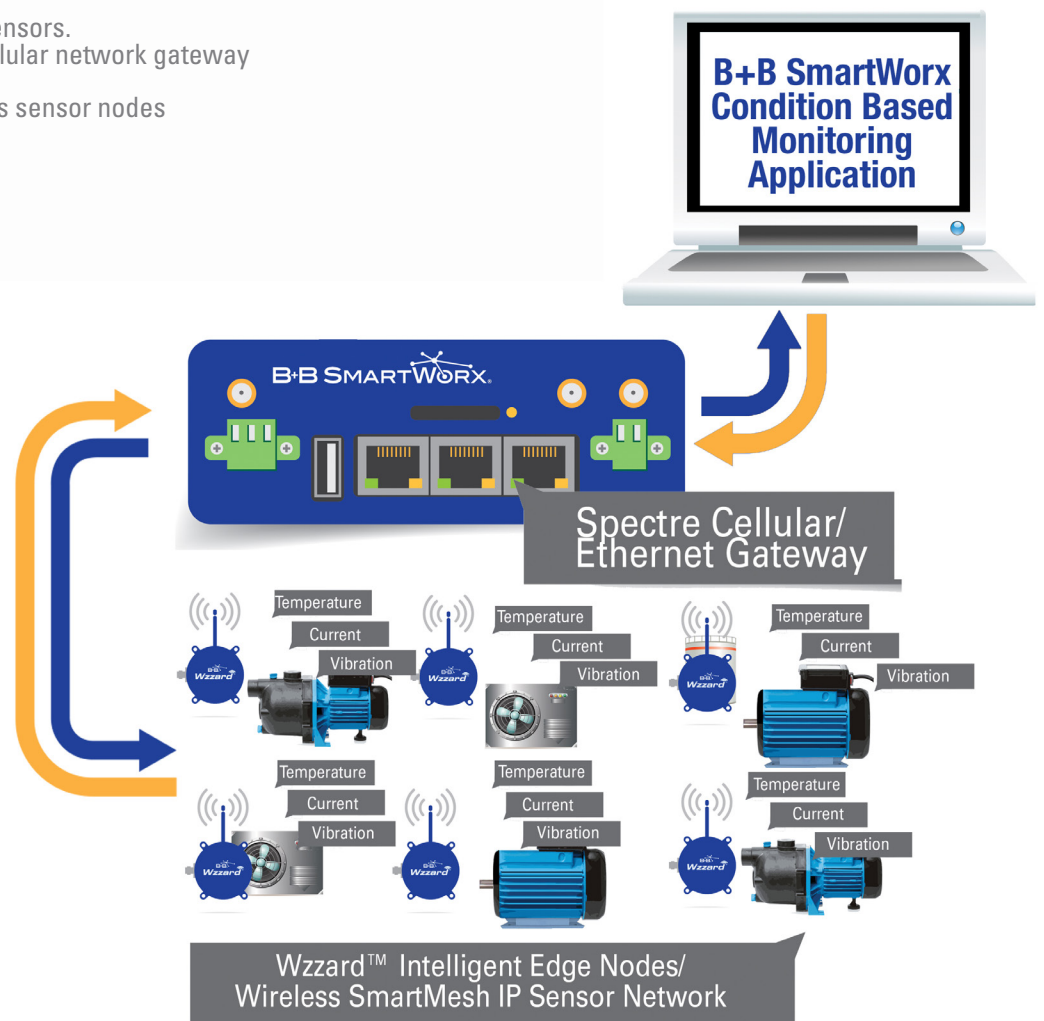 ensors.
lular network gateway
s sensor nodes
B+B SmartWorx
Condition Based
Monitoring
Application
B+B SMARTWORX.
Spectre Cellular/
Ethernet Gateway
Temperature
Current
Vibration
B+B
Wzzard
Temperature
Current
Vibration
B+B
Wzzard
Temperature
Current
Vibration
B+B
Wzzard
Temperature
Current
Vibration
B+B
Wzzard
Temperature
Current
Vibration
B+B
Wzzard
Temperature
Current
Vibration
B+B
Wzzard
Wzzard™ Intelligent Edge Nodes/
Wireless SmartMesh IP Sensor Network